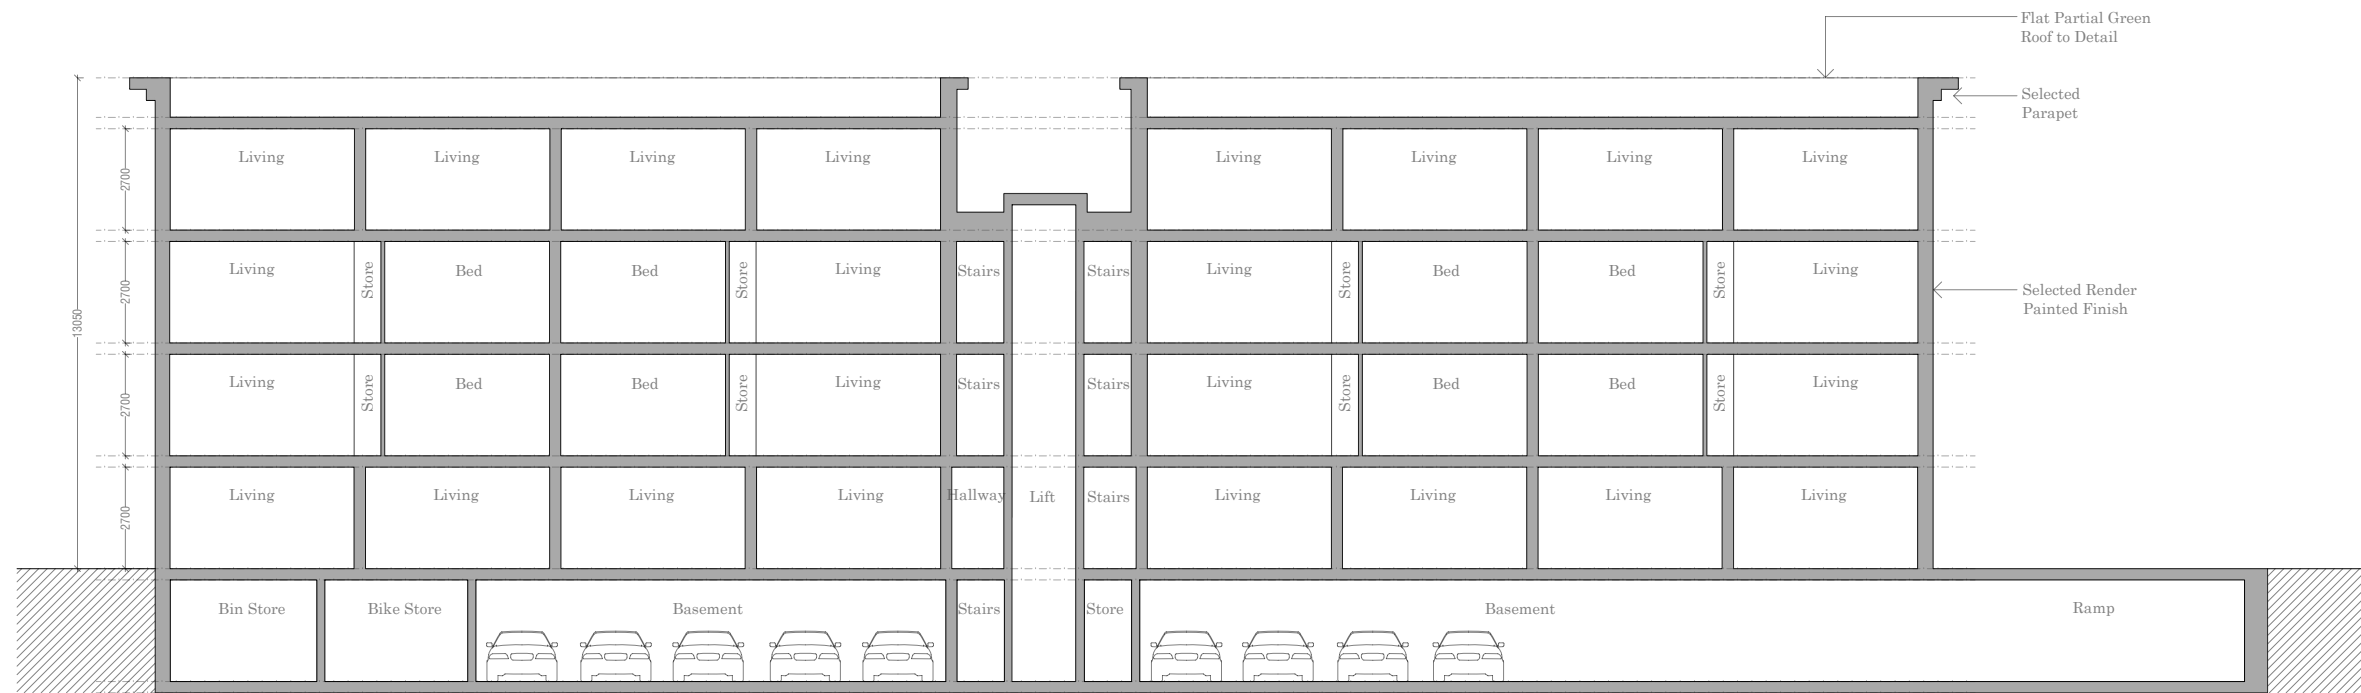 Flat Partial Green
Roof to Detail
Selected
Parapet
Living Living Living Living Living Living Living Living
2700
Living Store Bed Bed Store Living Stairs Stairs Living Store Bed Bed Store Living
2700
Selected Render
Painted Finish
13050
Living Store Bed Bed Store Living Stairs Stairs Living Store Bed Bed Store Living
2700
Living Living Living Living Hallway Lift Stairs Living Living Living Living
2700
Bin Store Bike Store Basement Stairs Store Basement Ramp